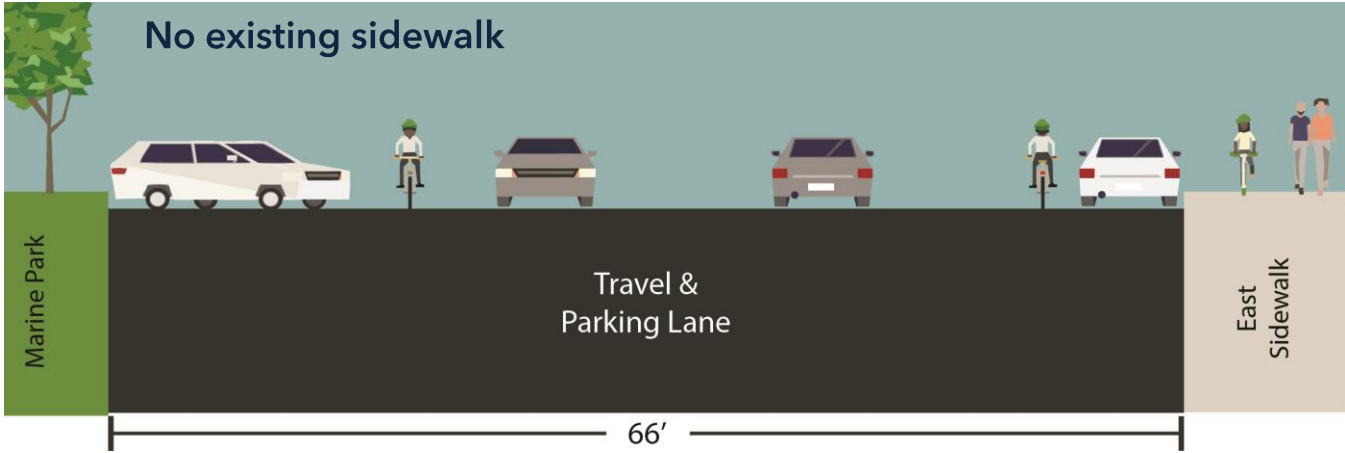 No existing sidewalk
Marine Park
Travel &
Parking Lane
East
Sidewalk
66′